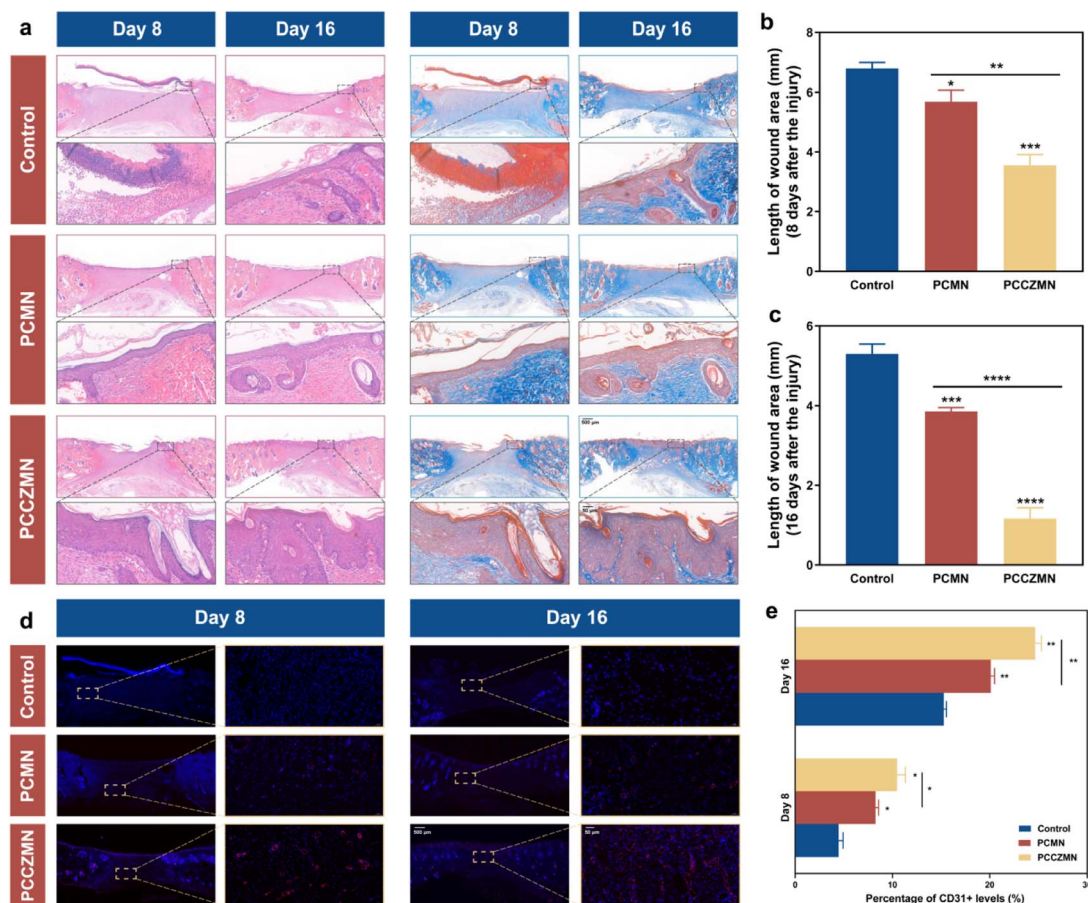 a
Day 8
Day 16
Day 8
Day 16
Control
PCMN
PCCZMN
500 μm
50 μm
b
Length of wound area (mm)
(8 days after the injury)
8
6
4
2
0
**
*
***
Control
PCMN
PCCZMN
c
Length of wound area (mm)
(16 days after the injury)
6
4
2
0
****
***
****
Control
PCMN
PCCZMN
d
Day 8
Day 16
Control
PCMN
PCCZMN
500 μm
50 μm
e
Day 16
Day 8
**
**
**
*
*
*
Control
PCMN
PCCZMN
0
10
20
30
Percentage of CD31+ levels (%)